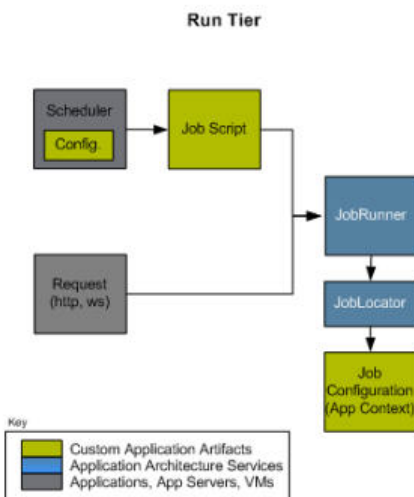 Run Tier
Scheduler
Config.
Job Script
JobRunner
Request
(http, ws)
JobLocator
Job
Configuration
(App Context)
Key
Custom Application Artifacts
Application Architecture Services
Applications, App Servers, VMs